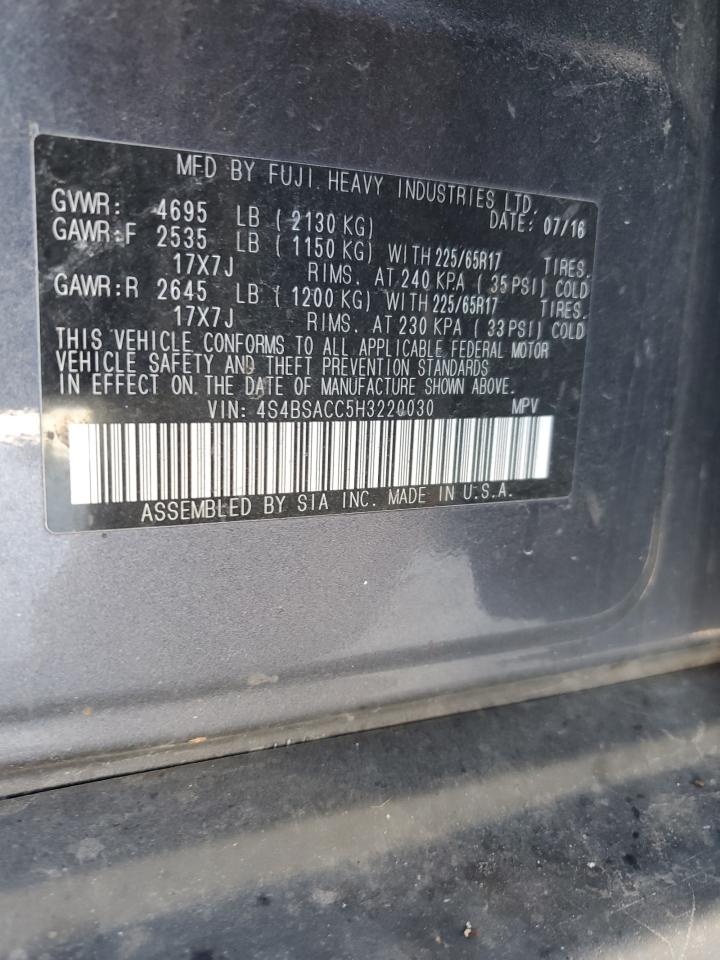 MFD BY FUJI HEAVY INDUSTRIES LTD.
GVWR: 4695 LB (2130 KG) DATE: 07/16
GAWR:F 2535 LB (1150 KG) WITH 225/65R17 TIRES.
17X7J RIMS. AT 240 KPA (35 PSI) COLD
GAWR:R 2645 LB (1200 KG) WITH 225/65R17 TIRES.
17X7J RIMS. AT 230 KPA (33 PSI) COLD
THIS VEHICLE CONFORMS TO ALL APPLICABLE FEDERAL MOTOR
VEHICLE SAFETY AND THEFT PREVENTION STANDARDS
IN EFFECT ON THE DATE OF MANUFACTURE SHOWN ABOVE.
VIN: 4S4BSACC5H3220030 MPV
ASSEMBLED BY SIA INC. MADE IN U.S.A.